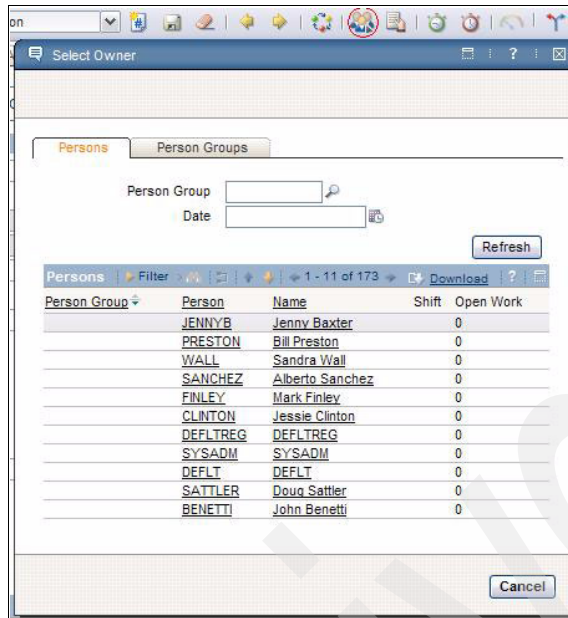 on
Select Owner
?
Persons
Person Groups
Person Group
Date
Refresh
Persons Filter 1 - 11 of 173 Download ?
Person Group Person Name Shift Open Work
JENNYB Jenny Baxter 0
PRESTON Bill Preston 0
WALL Sandra Wall 0
SANCHEZ Alberto Sanchez 0
FINLEY Mark Finley 0
CLINTON Jessie Clinton 0
DEFLTREG DEFLTREG 0
SYSADM SYSADM 0
DEFLT DEFLT 0
SATTLER Doug Sattler 0
BENETTI John Benetti 0
Cancel